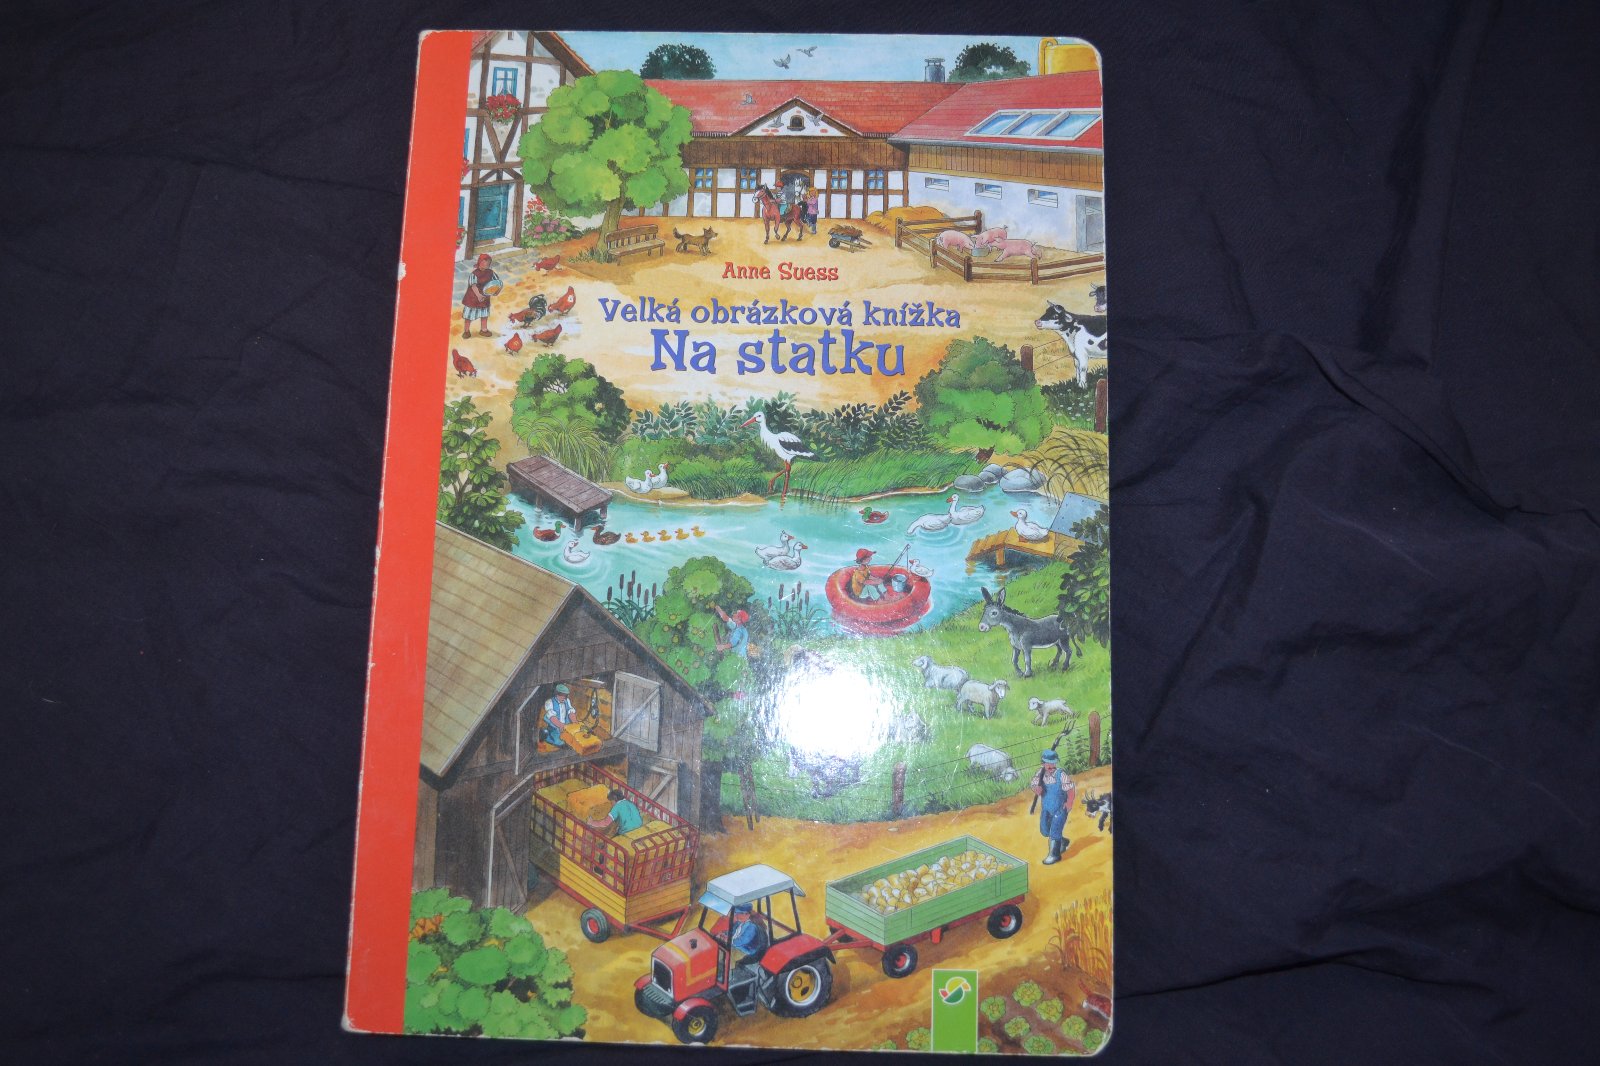 Anne Suess
Velká obrázková knížka
Na statku